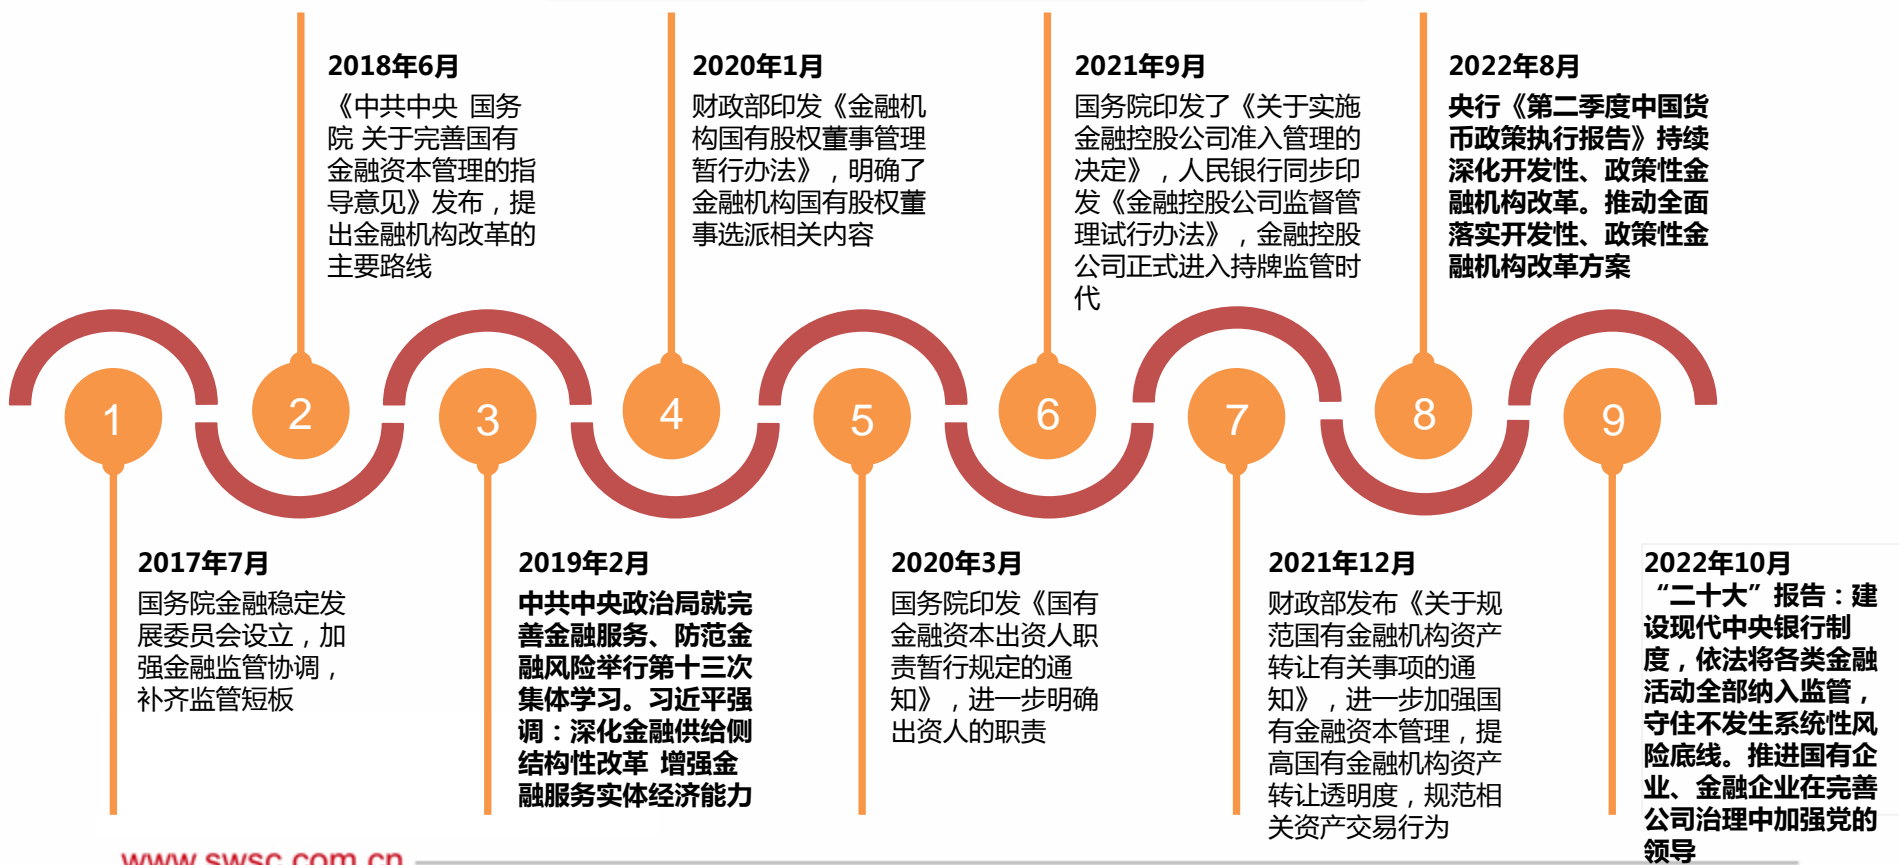 2018年6月
《中共中央 国务
院 关于完善国有
金融资本管理的指
导意见》发布，提
出金融机构改革的
主要路线
2020年1月
财政部印发《金融机
构国有股权董事管理
暂行办法》，明确了
金融机构国有股权董
事选派相关内容
2021年9月
国务院印发了《关于实施
金融控股公司准入管理的
决定》，人民银行同步印
发《金融控股公司监督管
理试行办法》，金融控股
公司正式进入持牌监管时
代
2022年8月
央行《第二季度中国货
币政策执行报告》持续
深化开发性、政策性金
融机构改革。推动全面
落实开发性、政策性金
融机构改革方案
1
2
3
4
5
6
7
8
9
2017年7月
国务院金融稳定发
展委员会设立，加
强金融监管协调，
补齐监管短板
2019年2月
中共中央政治局就完
善金融服务、防范金
融风险举行第十三次
集体学习。习近平强
调：深化金融供给侧
结构性改革 增强金
融服务实体经济能力
2020年3月
国务院印发《国有
金融资本出资人职
责暂行规定的通
知》，进一步明确
出资人的职责
2021年12月
财政部发布《关于规
范国有金融机构资产
转让有关事项的通
知》，进一步加强国
有金融资本管理，提
高国有金融机构资产
转让透明度，规范相
关资产交易行为
2022年10月
“二十大”报告：建
设现代中央银行制
度，依法将各类金融
活动全部纳入监管，
守住不发生系统性风
险底线。推进国有企
业、金融企业在完善
公司治理中加强党的
领导
www.swsc.com.cn